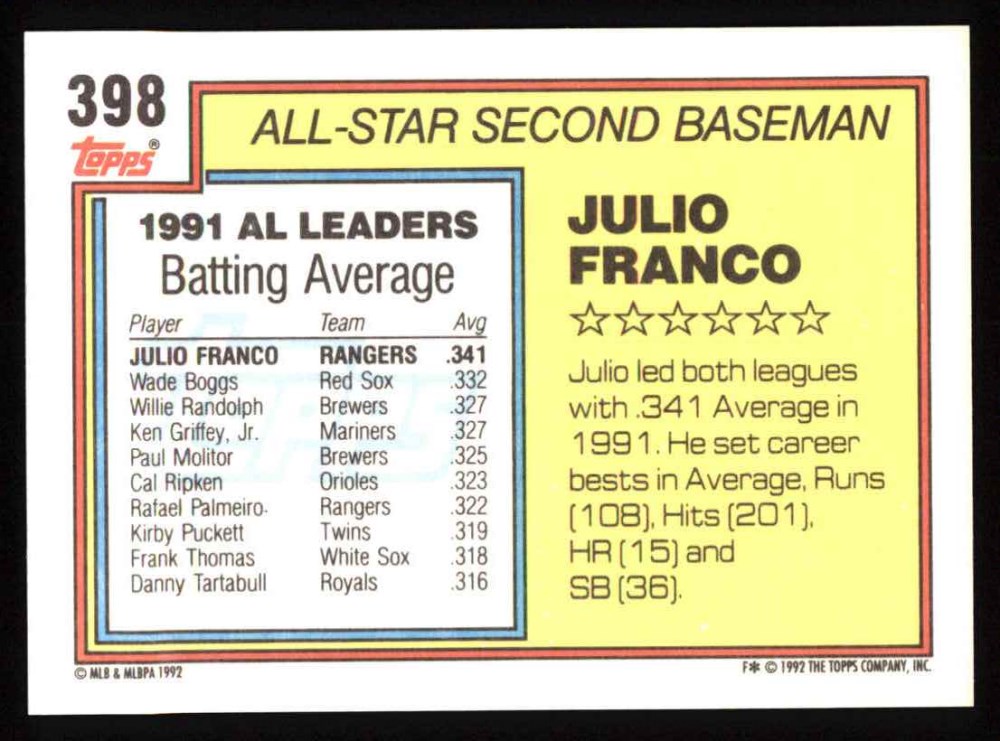 398
topps®
ALL-STAR SECOND BASEMAN
1991 AL LEADERS
Batting Average
Player Team Avg
JULIO FRANCO RANGERS .341
Wade Boggs Red Sox .332
Willie Randolph Brewers .327
Ken Griffey, Jr. Mariners .327
Paul Molitor Brewers .325
Cal Ripken Orioles .323
Rafael Palmeiro Rangers .322
Kirby Puckett Twins .319
Frank Thomas White Sox .318
Danny Tartabull Royals .316
JULIO
FRANCO
Julio led both leagues
with .341 Average in
1991. He set career
bests in Average, Runs
(108), Hits (201),
HR (15) and
SB (36).
© MLB & MLBPA 1992
F* © 1992 THE TOPPS COMPANY, INC.
topps